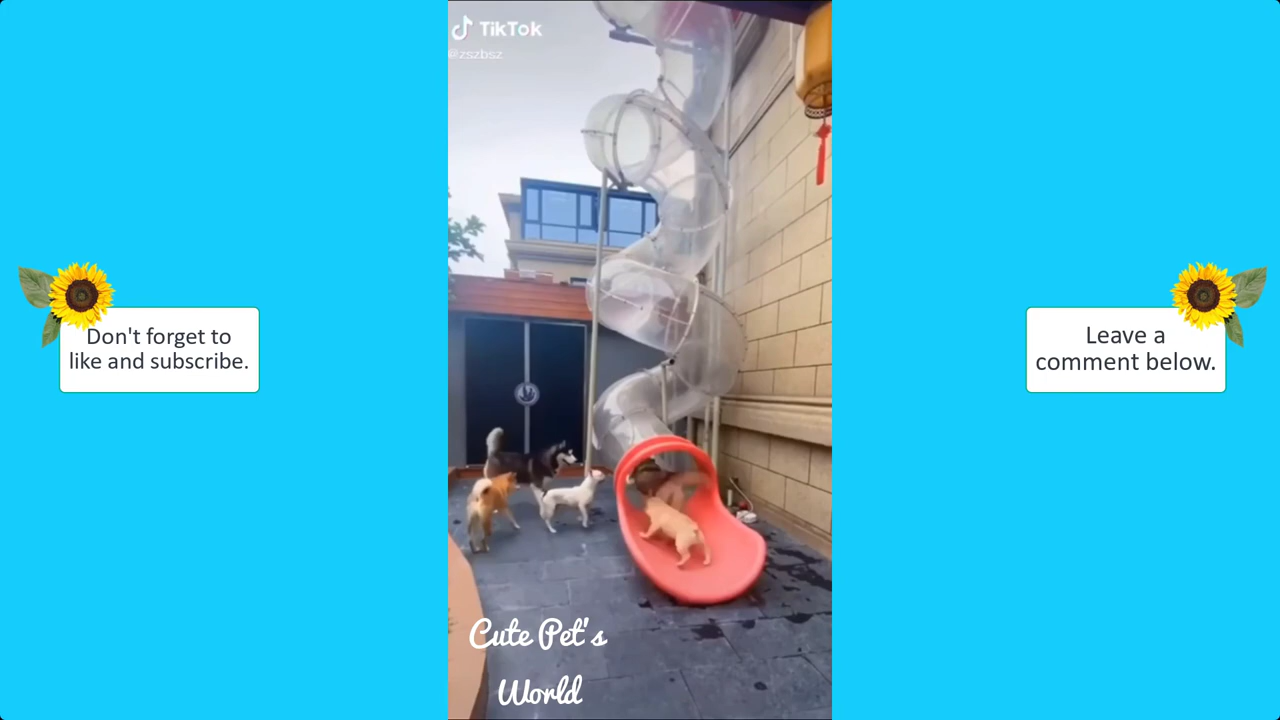 TikTok
@zszbsz
Don't forget to
like and subscribe.
Leave a
comment below.
Cute Pet's
World